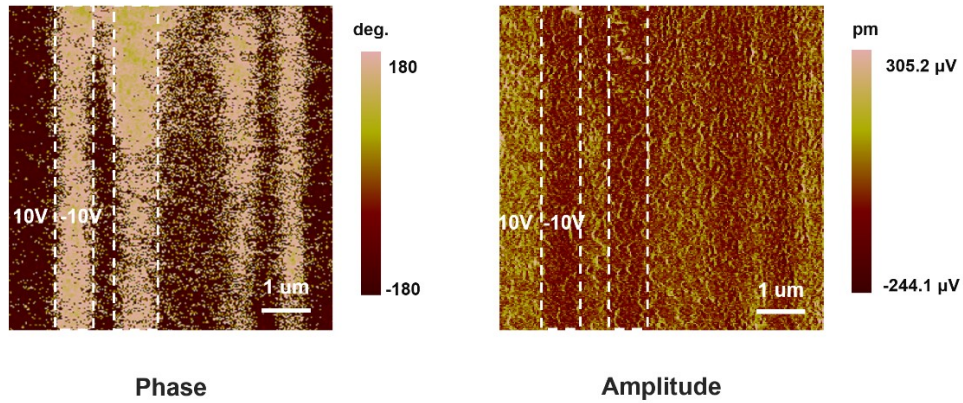 deg.
180
10V
-10V
1 um
-180
Phase
pm
305.2 µV
10V
-10V
1 um
-244.1 µV
Amplitude